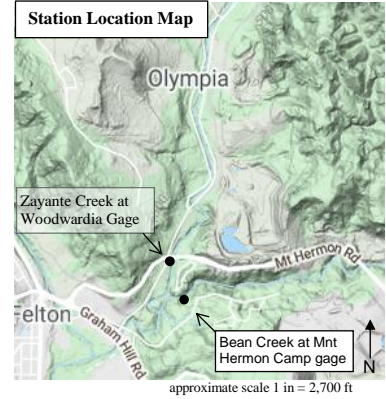 Station Location Map
Olympia
Zayante Creek at
Woodwardia Gage
Mt Hermon Rd
Felton
Graham Hill Rd
Bean Creek at Mnt
Hermon Camp gage
N
approximate scale 1 in = 2,700 ft